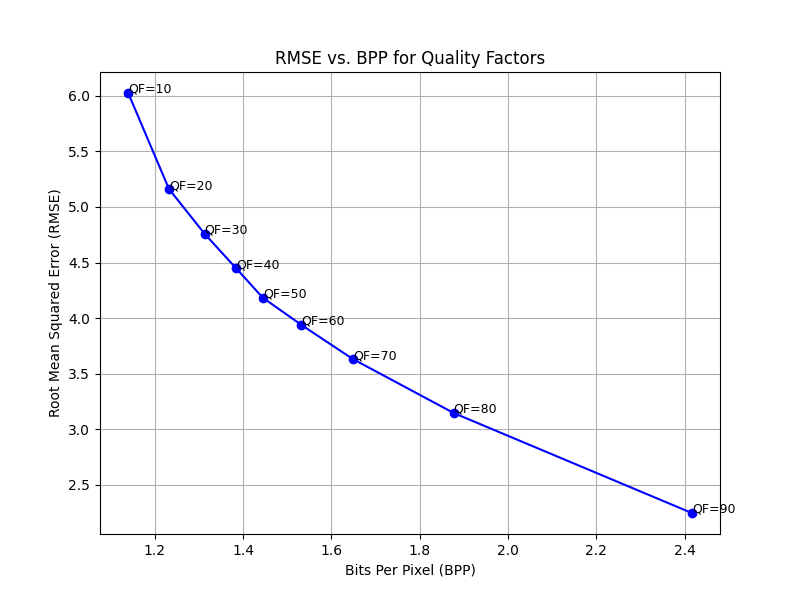 RMSE vs. BPP for Quality Factors
Root Mean Squared Error (RMSE)
6.0
5.5
5.0
4.5
4.0
3.5
3.0
2.5
QF=10
QF=20
QF=30
QF=40
QF=50
QF=60
QF=70
QF=80
QF=90
1.2 1.4 1.6 1.8 2.0 2.2 2.4
Bits Per Pixel (BPP)